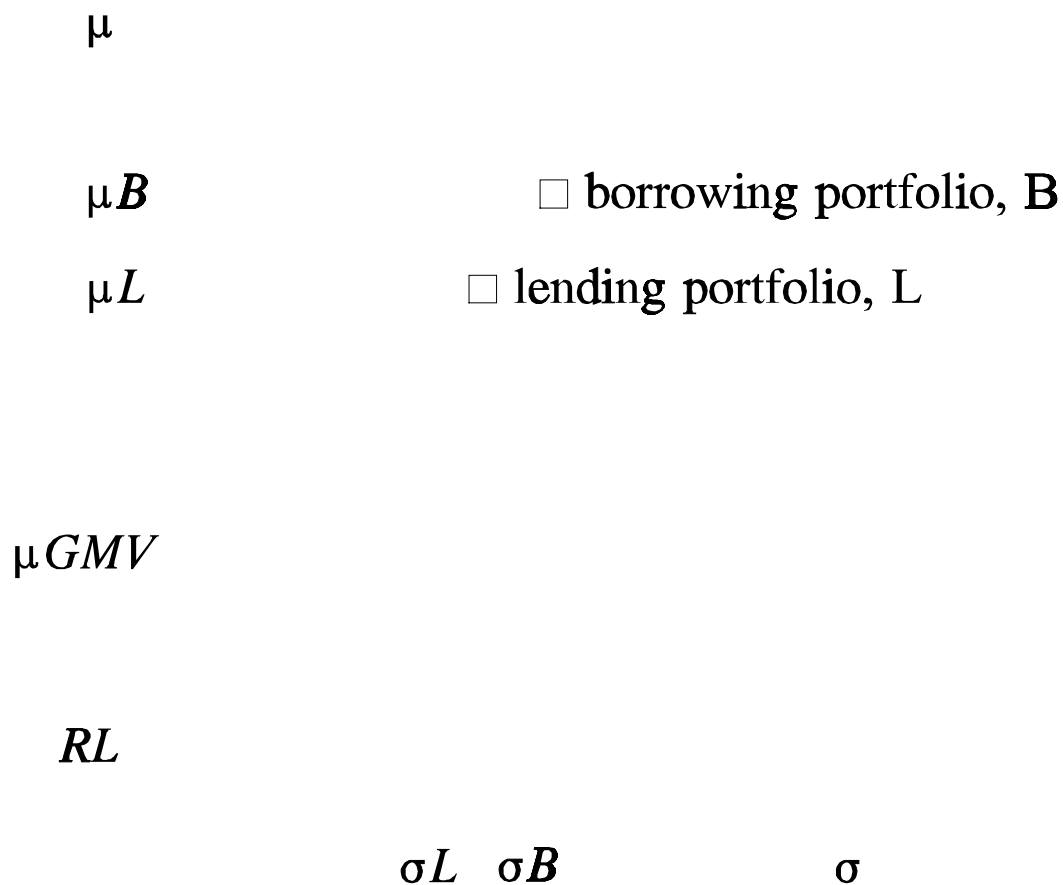 μ
μB □ borrowing portfolio, B
μL □ lending portfolio, L
μGMV
RL
σL σB σ